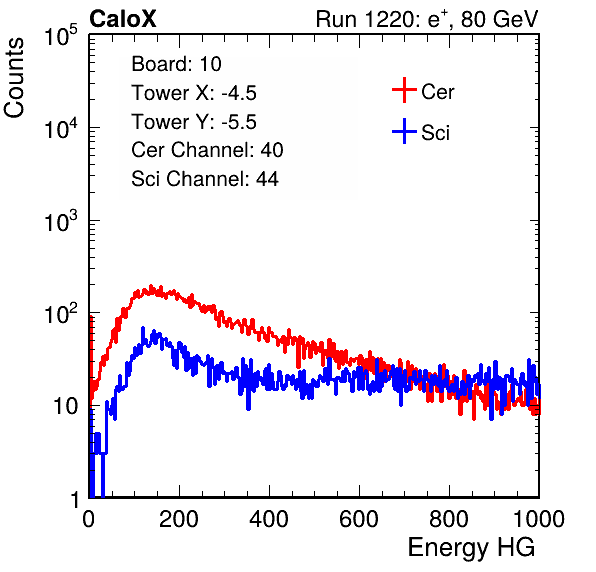 CaloX Run 1220: e⁺, 80 GeV
Board: 10
Tower X: -4.5
Tower Y: -5.5
Cer Channel: 40
Sci Channel: 44
Cer
Sci
Counts
10⁵
10⁴
10³
10²
10
1
0 200 400 600 800 1000
Energy HG